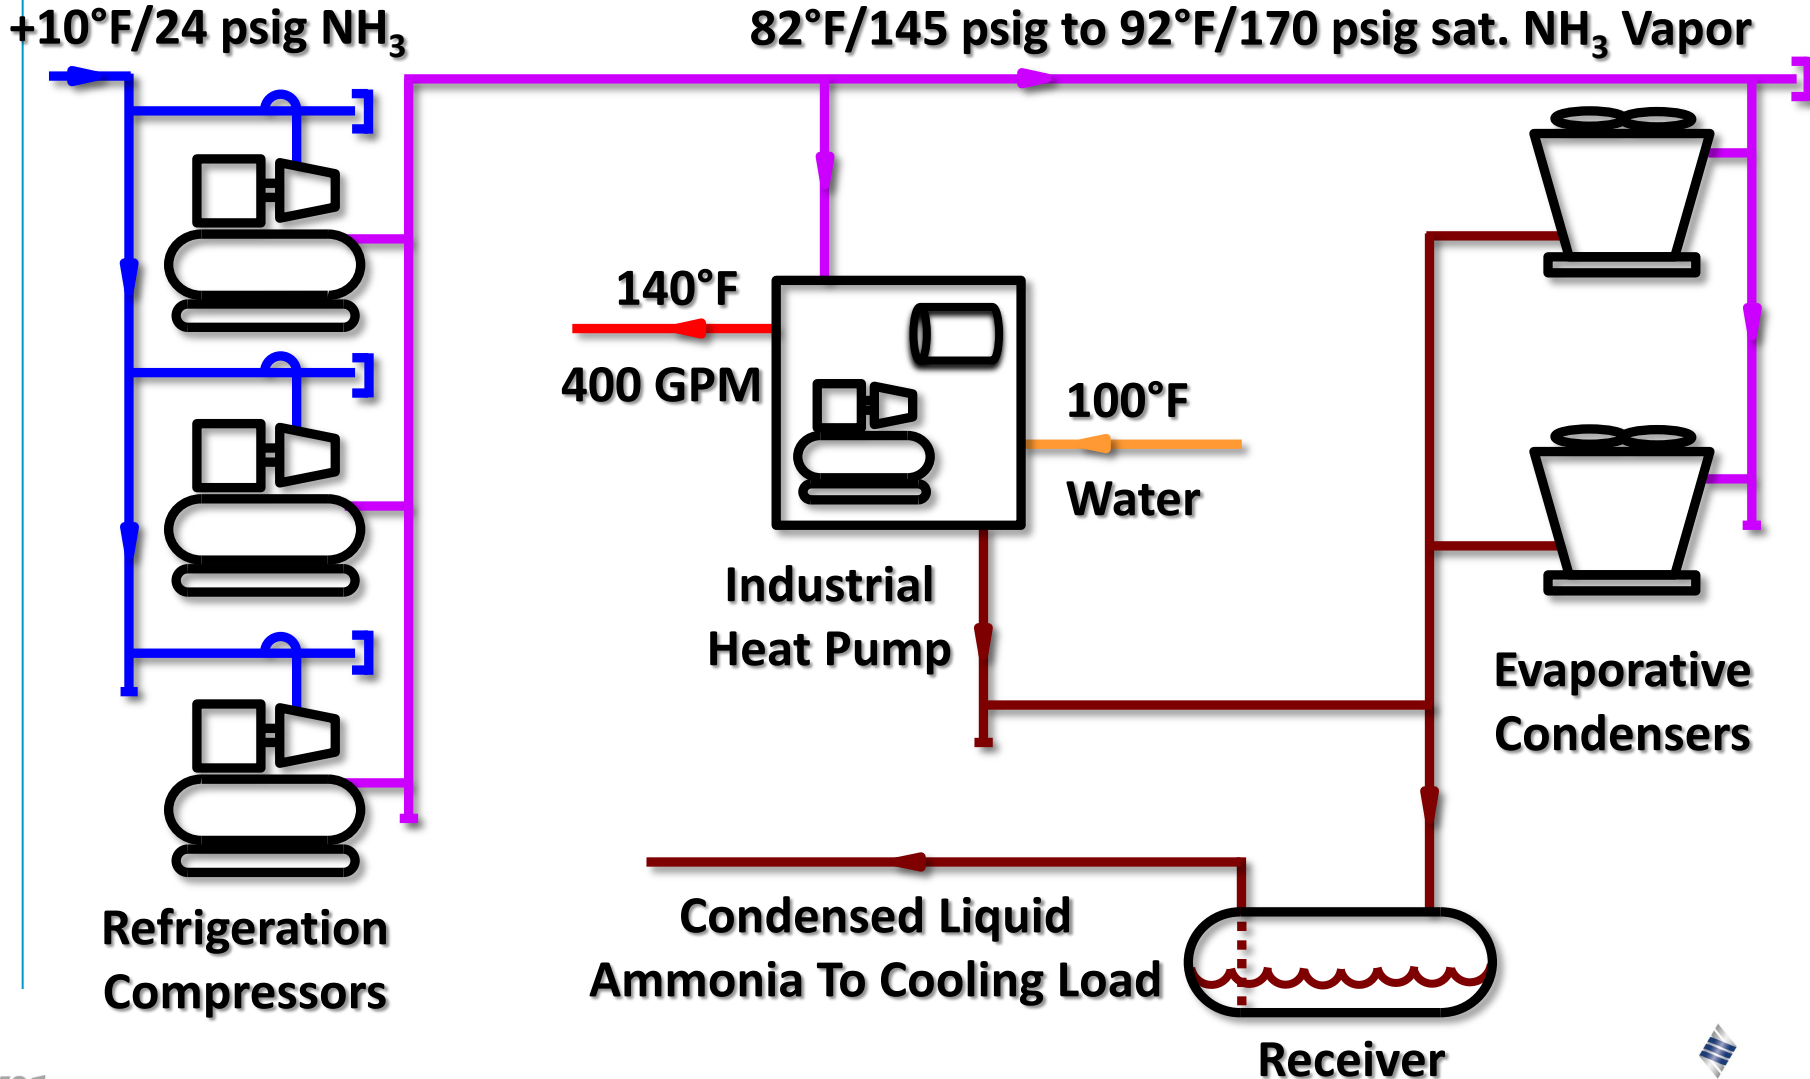 +10°F/24 psig NH₃
82°F/145 psig to 92°F/170 psig sat. NH₃ Vapor
140°F
400 GPM
100°F
Water
Industrial
Heat Pump
Evaporative
Condensers
Refrigeration
Compressors
Condensed Liquid
Ammonia To Cooling Load
Receiver